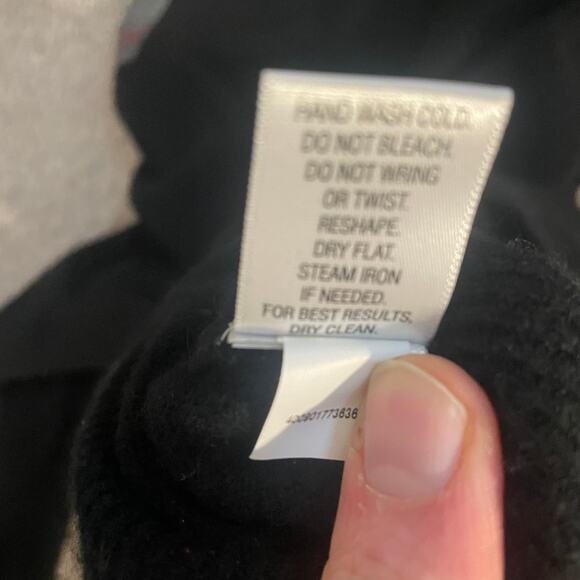 HAND WASH COLD.
DO NOT BLEACH.
DO NOT WRING
OR TWIST.
RESHAPE.
DRY FLAT.
STEAM IRON
IF NEEDED.
FOR BEST RESULTS,
DRY CLEAN.
400901773636